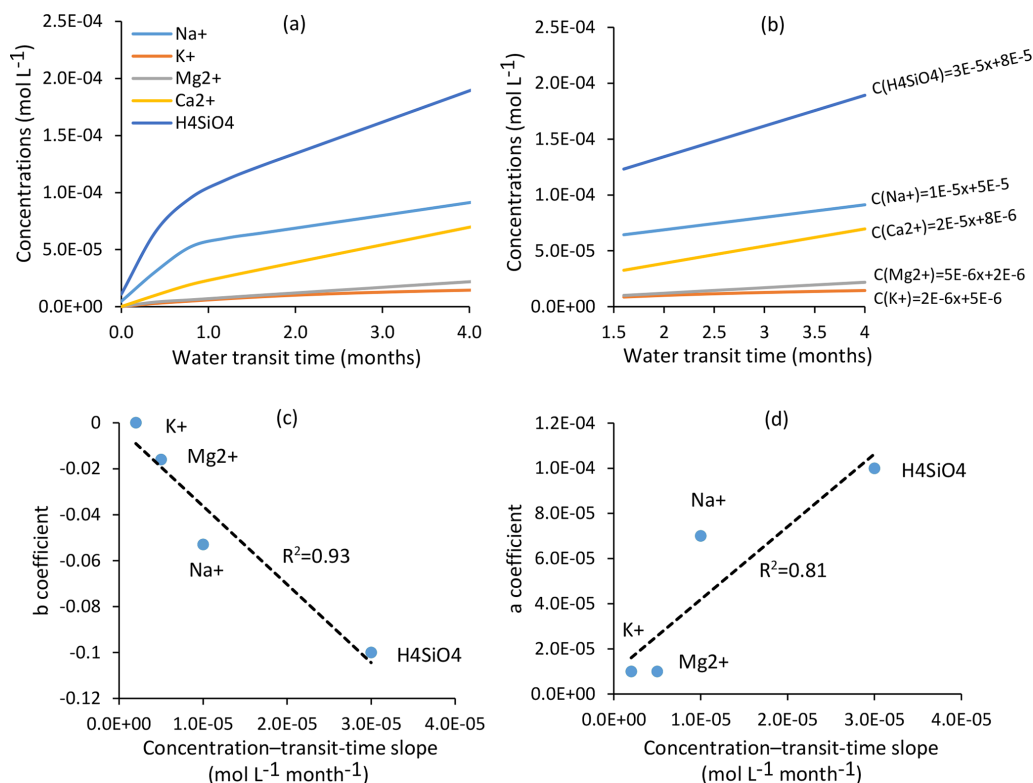 (a)
2.5E-04
2.0E-04
1.5E-04
1.0E-04
5.0E-05
0.0E+00
Concentrations (mol L-1)
Na+
K+
Mg2+
Ca2+
H4SiO4
0.0
1.0
2.0
3.0
4.0
Water transit time (months)
(b)
2.5E-04
2.0E-04
1.5E-04
1.0E-04
5.0E-05
0.0E+00
Concentrations (mol L-1)
C(H4SiO4)=3E-5x+8E-5
C(Na+)=1E-5x+5E-5
C(Ca2+)=2E-5x+8E-6
C(Mg2+)=5E-6x+2E-6
C(K+)=2E-6x+5E-6
1.5
2
2.5
3
3.5
4
Water transit time (months)
(c)
0
-0.02
-0.04
-0.06
-0.08
-0.1
-0.12
b coefficient
K+
Mg2+
Na+
R2=0.93
H4SiO4
0.0E+00
1.0E-05
2.0E-05
3.0E-05
4.0E-05
Concentration–transit-time slope
(mol L-1 month-1)
(d)
1.2E-04
1.0E-04
8.0E-05
6.0E-05
4.0E-05
2.0E-05
0.0E+00
a coefficient
H4SiO4
Na+
R2=0.81
K+
Mg2+
0.0E+00
1.0E-05
2.0E-05
3.0E-05
4.0E-05
Concentration–transit-time slope
(mol L-1 month-1)